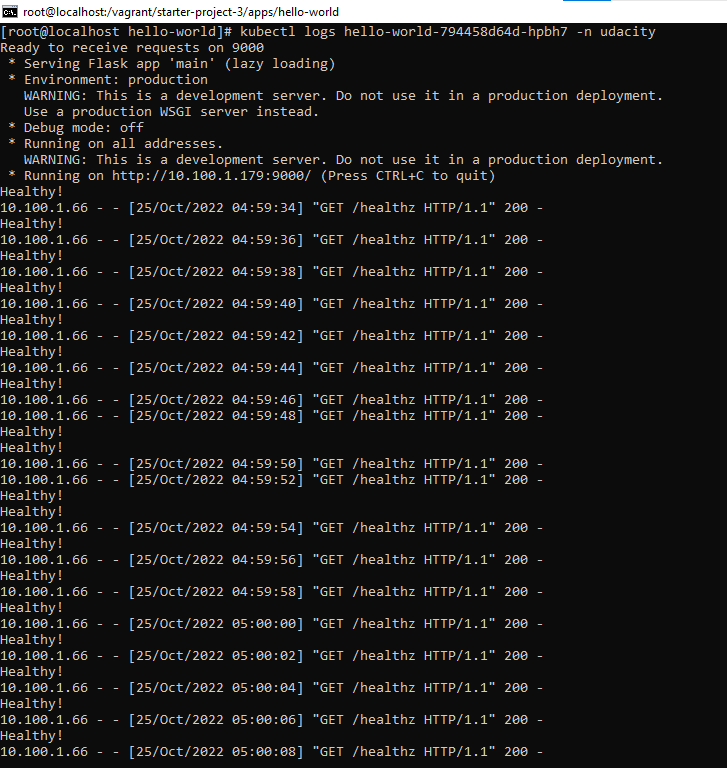 root@localhost:/vagrant/starter-project-3/apps/hello-world
[root@localhost hello-world]# kubectl logs hello-world-794458d64d-hpbh7 -n udacity
Ready to receive requests on 9000
 * Serving Flask app 'main' (lazy loading)
 * Environment: production
   WARNING: This is a development server. Do not use it in a production deployment.
   Use a production WSGI server instead.
 * Debug mode: off
 * Running on all addresses.
   WARNING: This is a development server. Do not use it in a production deployment.
 * Running on http://10.100.1.179:9000/ (Press CTRL+C to quit)
Healthy!
10.100.1.66 - - [25/Oct/2022 04:59:34] "GET /healthz HTTP/1.1" 200 -
Healthy!
10.100.1.66 - - [25/Oct/2022 04:59:36] "GET /healthz HTTP/1.1" 200 -
Healthy!
10.100.1.66 - - [25/Oct/2022 04:59:38] "GET /healthz HTTP/1.1" 200 -
Healthy!
10.100.1.66 - - [25/Oct/2022 04:59:40] "GET /healthz HTTP/1.1" 200 -
Healthy!
10.100.1.66 - - [25/Oct/2022 04:59:42] "GET /healthz HTTP/1.1" 200 -
Healthy!
10.100.1.66 - - [25/Oct/2022 04:59:44] "GET /healthz HTTP/1.1" 200 -
Healthy!
10.100.1.66 - - [25/Oct/2022 04:59:46] "GET /healthz HTTP/1.1" 200 -
10.100.1.66 - - [25/Oct/2022 04:59:48] "GET /healthz HTTP/1.1" 200 -
Healthy!
Healthy!
10.100.1.66 - - [25/Oct/2022 04:59:50] "GET /healthz HTTP/1.1" 200 -
10.100.1.66 - - [25/Oct/2022 04:59:52] "GET /healthz HTTP/1.1" 200 -
Healthy!
Healthy!
10.100.1.66 - - [25/Oct/2022 04:59:54] "GET /healthz HTTP/1.1" 200 -
Healthy!
10.100.1.66 - - [25/Oct/2022 04:59:56] "GET /healthz HTTP/1.1" 200 -
Healthy!
10.100.1.66 - - [25/Oct/2022 04:59:58] "GET /healthz HTTP/1.1" 200 -
Healthy!
10.100.1.66 - - [25/Oct/2022 05:00:00] "GET /healthz HTTP/1.1" 200 -
Healthy!
10.100.1.66 - - [25/Oct/2022 05:00:02] "GET /healthz HTTP/1.1" 200 -
Healthy!
10.100.1.66 - - [25/Oct/2022 05:00:04] "GET /healthz HTTP/1.1" 200 -
Healthy!
10.100.1.66 - - [25/Oct/2022 05:00:06] "GET /healthz HTTP/1.1" 200 -
Healthy!
10.100.1.66 - - [25/Oct/2022 05:00:08] "GET /healthz HTTP/1.1" 200 -